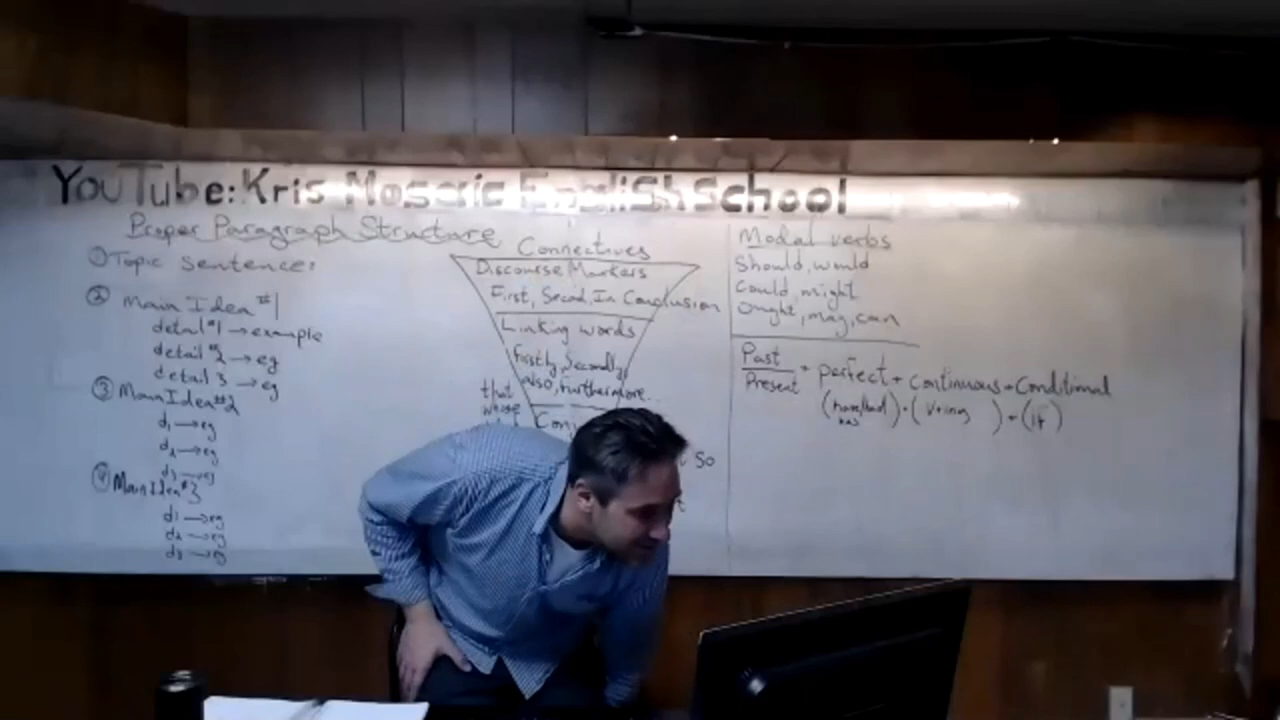 YouTube: Kris Mosaic English School
Proper Paragraph Structure
① Topic sentence:
② Main Idea #1
detail #1 → example
detail #2 → eg
detail 3 → eg
③ Main Idea #2
d1 → eg
d2 → eg
d3 → eg
④ Main Idea #3
d1 → eg
d2 → eg
d3 → eg
Connectives
Discourse Markers
First, Second, In Conclusion
Linking words
Firstly, Secondly,
also, furthermore...
that
whose
so
Modal verbs
Should, would
Could, might
Ought, may, can
Past
Present
+ perfect + continuous + Conditional
(have/had) + (V+ing ) + (if)
has